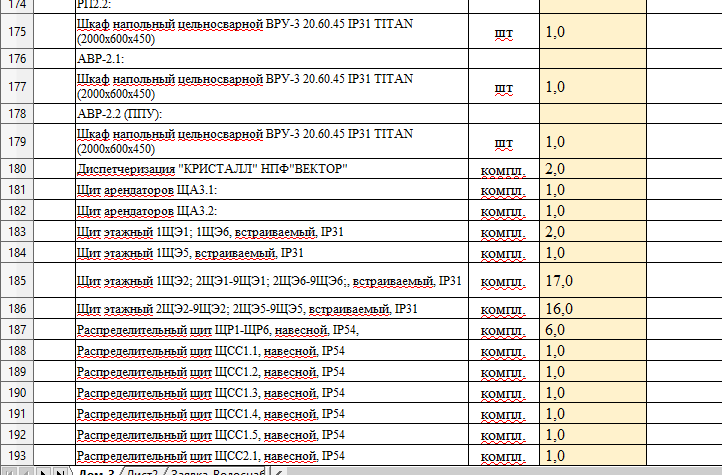 174 РП2.2:
175 Шкаф напольный цельносварной ВРУ-3 20.60.45 IP31 TITAN (2000х600х450) шт 1,0
176 АВР-2.1:
177 Шкаф напольный цельносварной ВРУ-3 20.60.45 IP31 TITAN (2000х600х450) шт 1,0
178 АВР-2.2 (ППУ):
179 Шкаф напольный цельносварной ВРУ-3 20.60.45 IP31 TITAN (2000х600х450) шт 1,0
180 Диспетчеризация "КРИСТАЛЛ" НПФ"ВЕКТОР" компл. 2,0
181 Щит арендаторов ЩА3.1: компл. 1,0
182 Щит арендаторов ЩА3.2: компл. 1,0
183 Щит этажный 1ЩЭ1; 1ЩЭ6, встраиваемый, IP31 компл. 2,0
184 Щит этажный 1ЩЭ5, встраиваемый, IP31 компл. 1,0
185 Щит этажный 1ЩЭ2; 2ЩЭ1-9ЩЭ1; 2ЩЭ6-9ЩЭ6;, встраиваемый, IP31 компл. 17,0
186 Щит этажный 2ЩЭ2-9ЩЭ2; 2ЩЭ5-9ЩЭ5, встраиваемый, IP31 компл. 16,0
187 Распределительный щит ЩР1-ЩР6, навесной, IP54, компл. 6,0
188 Распределительный щит ЩСС1.1, навесной, IP54 компл. 1,0
189 Распределительный щит ЩСС1.2, навесной, IP54 компл. 1,0
190 Распределительный щит ЩСС1.3, навесной, IP54 компл. 1,0
191 Распределительный щит ЩСС1.4, навесной, IP54 компл. 1,0
192 Распределительный щит ЩСС1.5, навесной, IP54 компл. 1,0
193 Распределительный щит ЩСС2.1, навесной, IP54 компл. 1,0
Дом 3 Лист2 Заявка Водоснаб